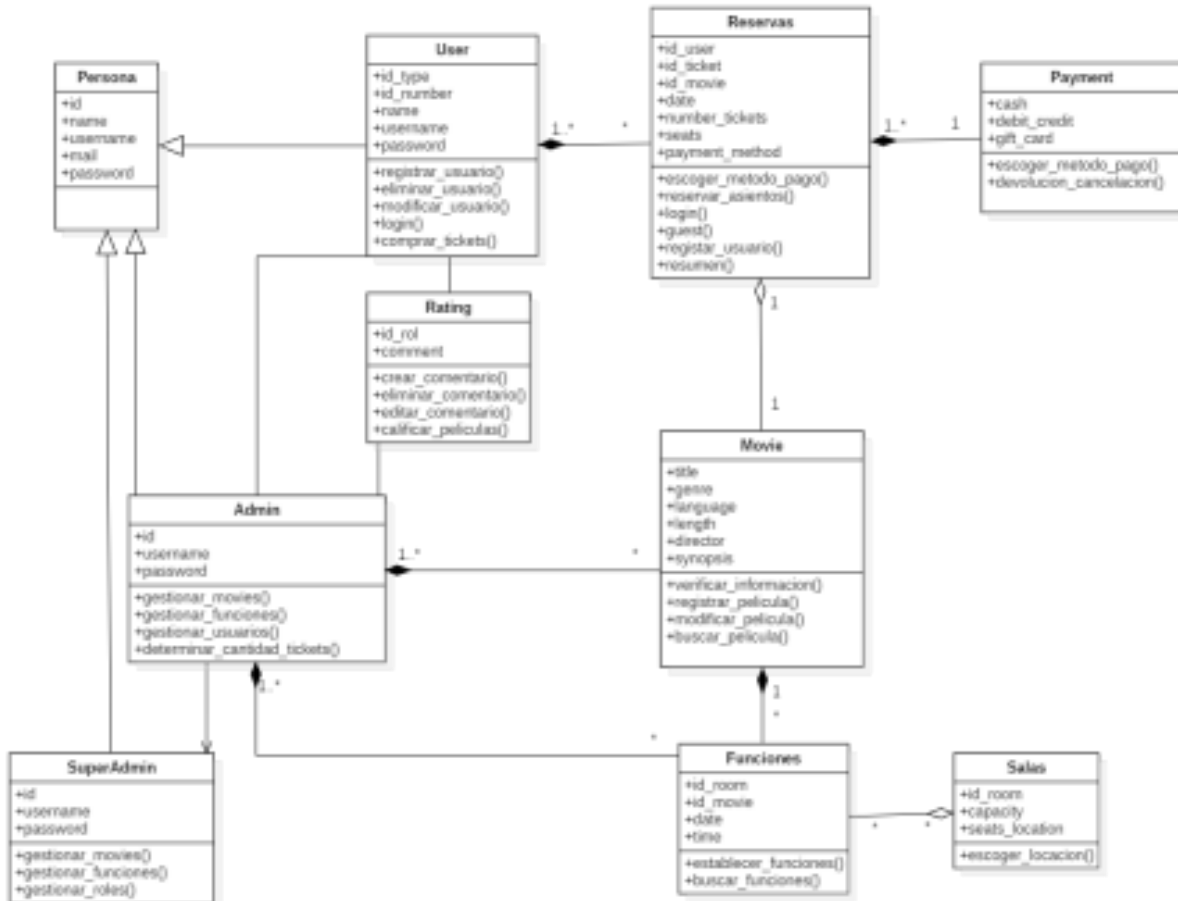 Persona
+id
+name
+username
+mail
+password
User
+id_type
+id_number
+name
+username
+password
+registrar_usuario()
+eliminar_usuario()
+modificar_usuario()
+login()
+comprar_tickets()
1..*
*
Reservas
+id_user
+id_ticket
+id_movie
+date
+number_tickets
+seats
+payment_method
+escoger_metodo_pago()
+reservar_asientos()
+login()
+guest()
+registar_usuario()
+resumen()
1..*
1
Payment
+cash
+debit_credit
+gift_card
+escoger_metodo_pago()
+devolucion_cancelacion()
1
1
Rating
+id_rol
+comment
+crear_comentario()
+eliminar_comentario()
+editar_comentario()
+calificar_peliculas()
Admin
+id
+username
+password
+gestionar_movies()
+gestionar_funciones()
+gestionar_usuarios()
+determinar_cantidad_tickets()
1..*
*
Movie
+title
+genre
+language
+length
+director
+synopsis
+verificar_informacion()
+registrar_pelicula()
+modificar_pelicula()
+buscar_pelicula()
1..*
*
1
*
SuperAdmin
+id
+username
+password
+gestionar_movies()
+gestionar_funciones()
+gestionar_roles()
Funciones
+id_room
+id_movie
+date
+time
+establecer_funciones()
+buscar_funciones()
*
*
Salas
+id_room
+capacity
+seats_location
+escoger_locacion()